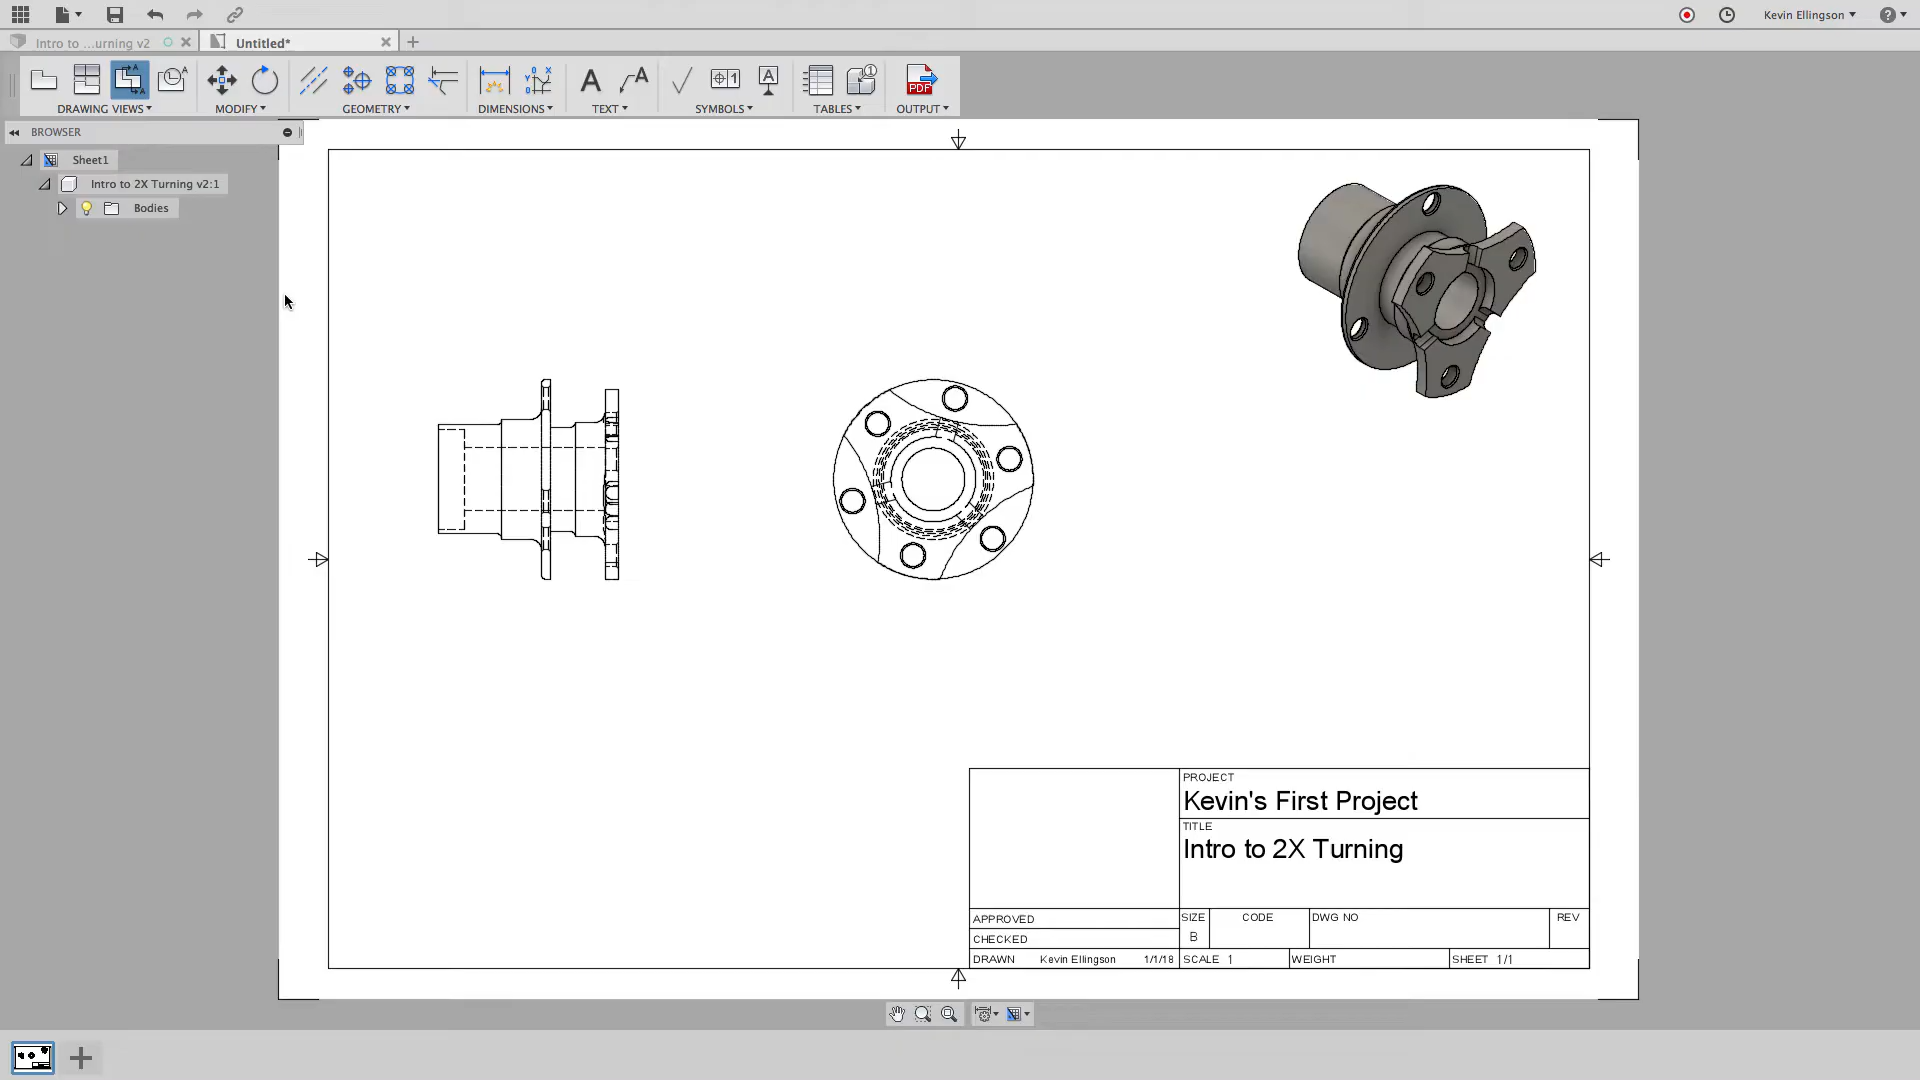 Kevin Ellingson
Intro to ...urning v2
Untitled*
DRAWING VIEWS
MODIFY
GEOMETRY
DIMENSIONS
TEXT
SYMBOLS
TABLES
OUTPUT
PDF
BROWSER
Sheet1
Intro to 2X Turning v2:1
Bodies
PROJECT
Kevin's First Project
TITLE
Intro to 2X Turning
APPROVED
CHECKED
DRAWN Kevin Ellingson 1/1/18
SIZE
B
CODE
DWG NO
REV
SCALE 1
WEIGHT
SHEET 1/1